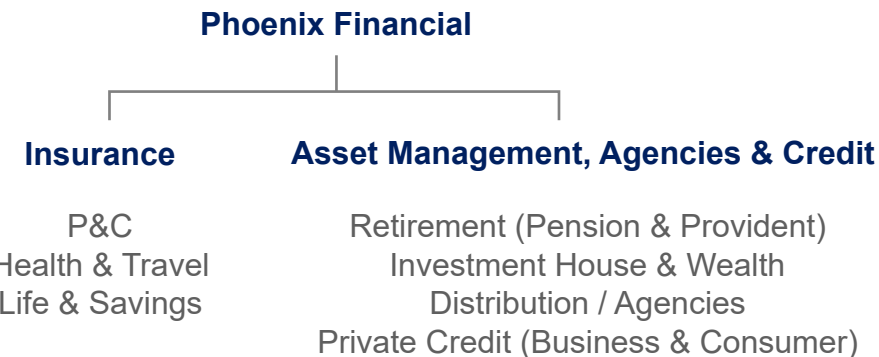 Phoenix Financial
Insurance
Asset Management, Agencies & Credit
P&C
Health & Travel
Life & Savings
Retirement (Pension & Provident)
Investment House & Wealth
Distribution / Agencies
Private Credit (Business & Consumer)